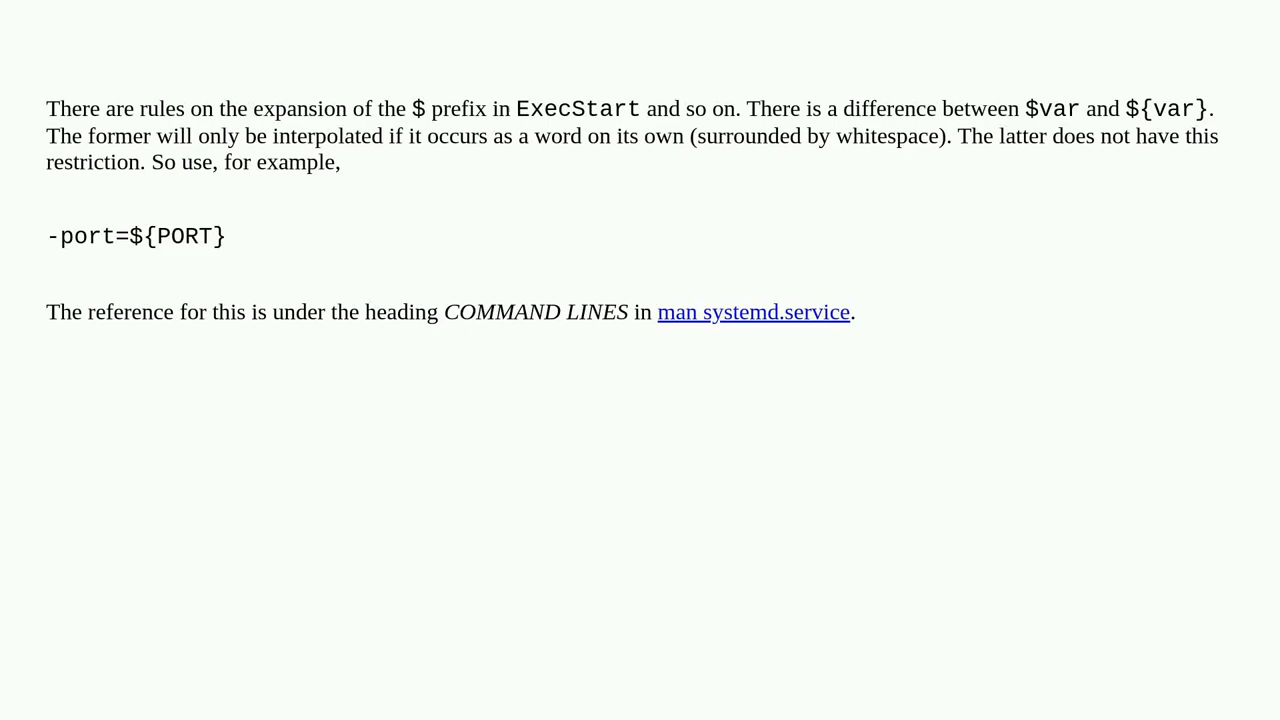 There are rules on the expansion of the $ prefix in ExecStart and so on. There is a difference between $var and ${var}.
The former will only be interpolated if it occurs as a word on its own (surrounded by whitespace). The latter does not have this
restriction. So use, for example,
-port=${PORT}
The reference for this is under the heading COMMAND LINES in man systemd.service.